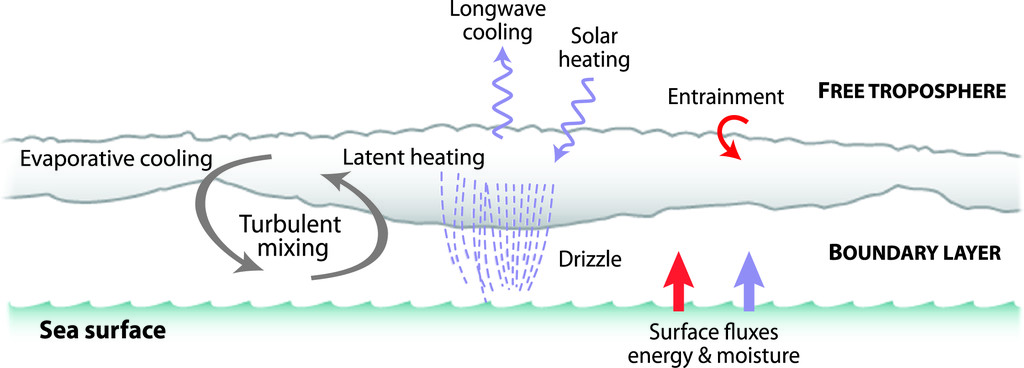 Longwave
cooling
Solar
heating
Entrainment
FREE TROPOSPHERE
Evaporative cooling
Latent heating
Turbulent
mixing
Drizzle
BOUNDARY LAYER
Sea surface
Surface fluxes
energy & moisture